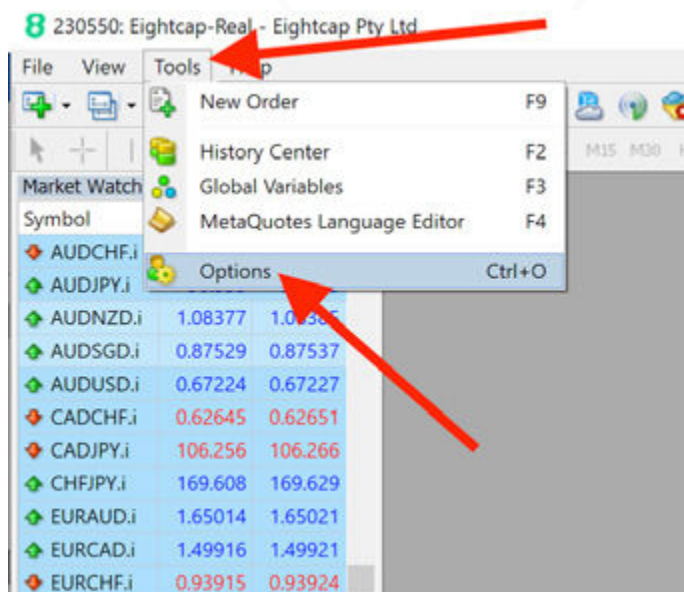 230550: Eightcap-Real - Eightcap Pty Ltd
File View Tools
New Order F9
History Center F2
M15 M30
Market Watch
Global Variables F3
Symbol
MetaQuotes Language Editor F4
AUDCHF.i
Options Ctrl+O
AUDJPY.i
AUDNZD.i 1.08377
AUDSGD.i 0.87529 0.87537
AUDUSD.i 0.67224 0.67227
CADCHF.i 0.62645 0.62651
CADJPY.i 106.256 106.266
CHFJPY.i 169.608 169.629
EURAUD.i 1.65014 1.65021
EURCAD.i 1.49916 1.49921
EURCHF.i 0.93915 0.93924